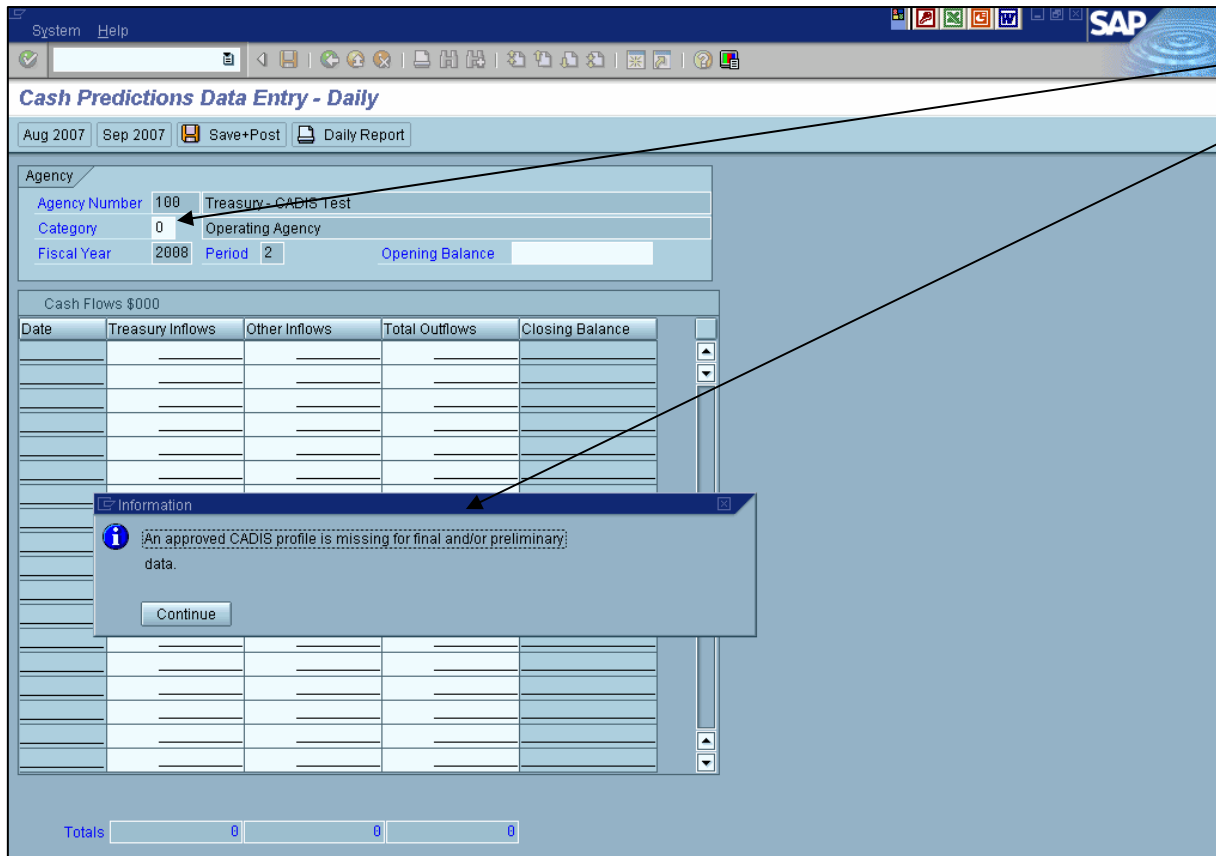 System Help
SAP
Cash Predictions Data Entry - Daily
Aug 2007 Sep 2007 Save+Post Daily Report
Agency
Agency Number 100 Treasury - CADIS Test
Category O Operating Agency
Fiscal Year 2008 Period 2 Opening Balance
Cash Flows $000
Date Treasury Inflows Other Inflows Total Outflows Closing Balance
Information
An approved CADIS profile is missing for final and/or preliminary
data.
Continue
Totals 0 0 0